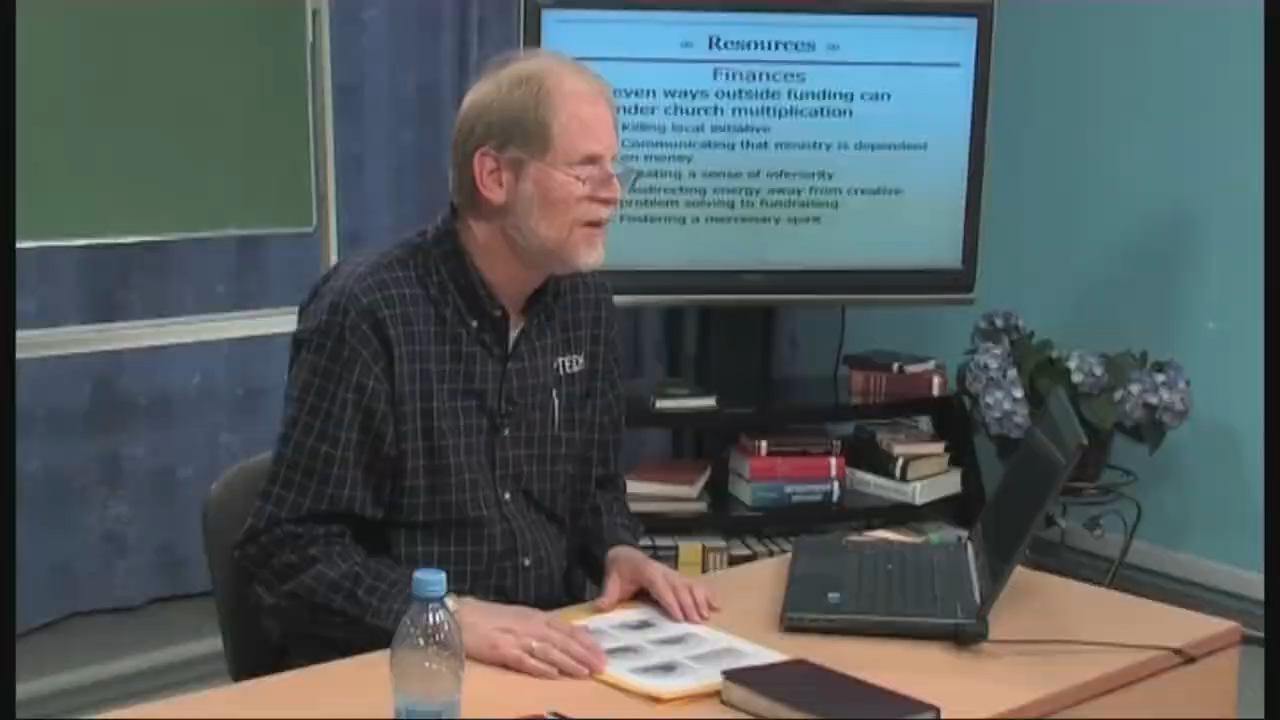 Resources
Finances
even ways outside funding can
nder church multiplication
Killing local initiative
Communicating that ministry is dependent
on money
eating a sense of inferiority
edirecting energy away from creative
problem solving to fundraising
Fostering a mercenary spirit